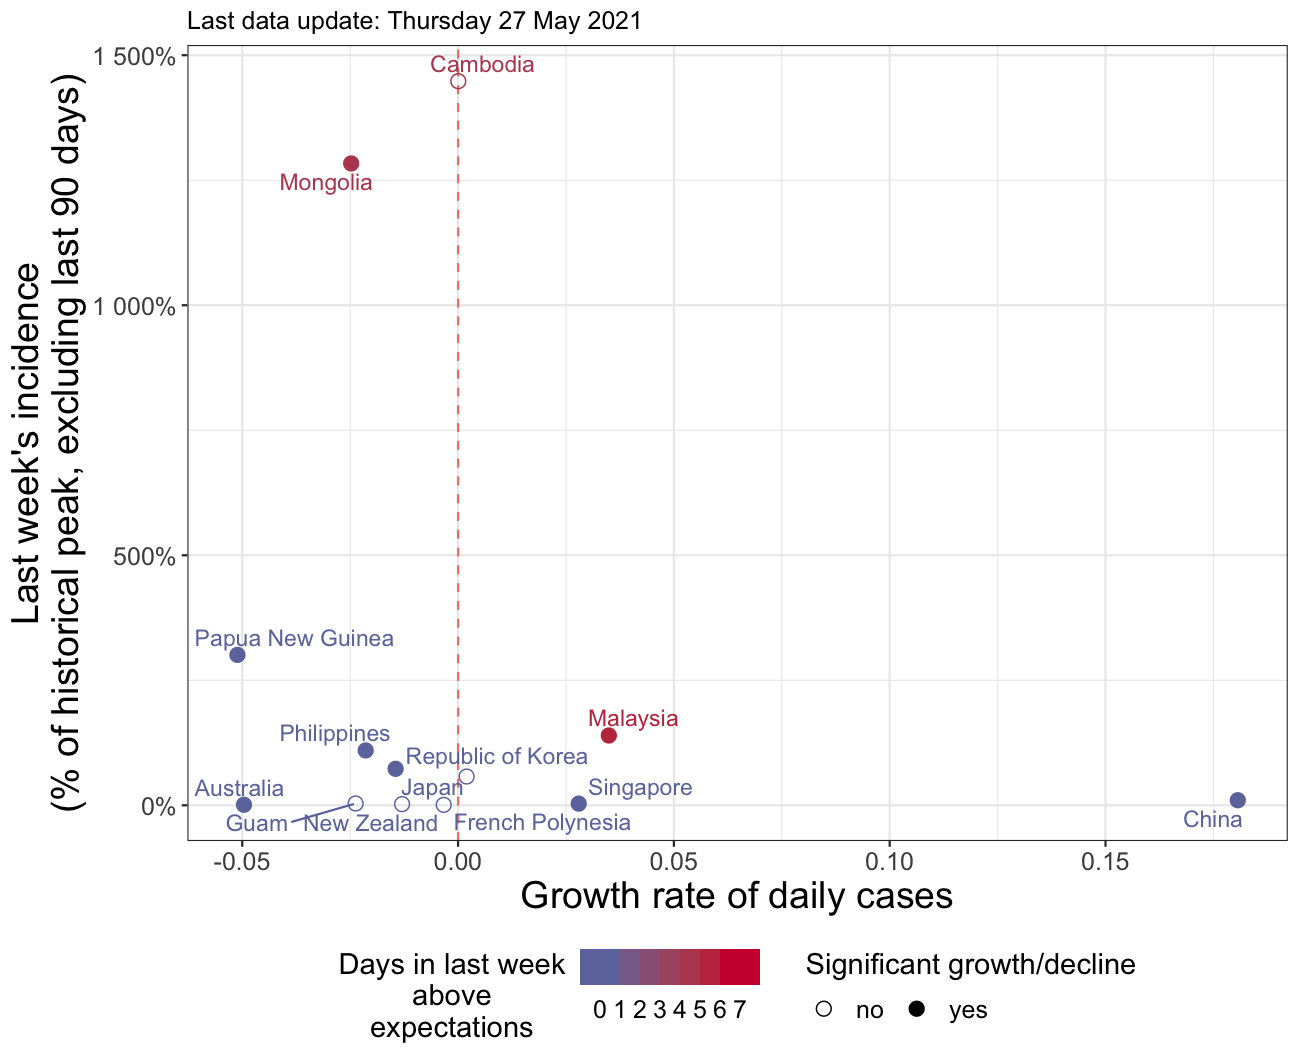 Last data update: Thursday 27 May 2021
Last week's incidence
(% of historical peak, excluding last 90 days)
1 500%
1 000%
500%
0%
Cambodia
Mongolia
Papua New Guinea
Malaysia
Philippines
Republic of Korea
Australia
Japan
Singapore
Guam
New Zealand
French Polynesia
China
-0.05 0.00 0.05 0.10 0.15
Growth rate of daily cases
Days in last week
above
expectations
0 1 2 3 4 5 6 7
Significant growth/decline
no yes